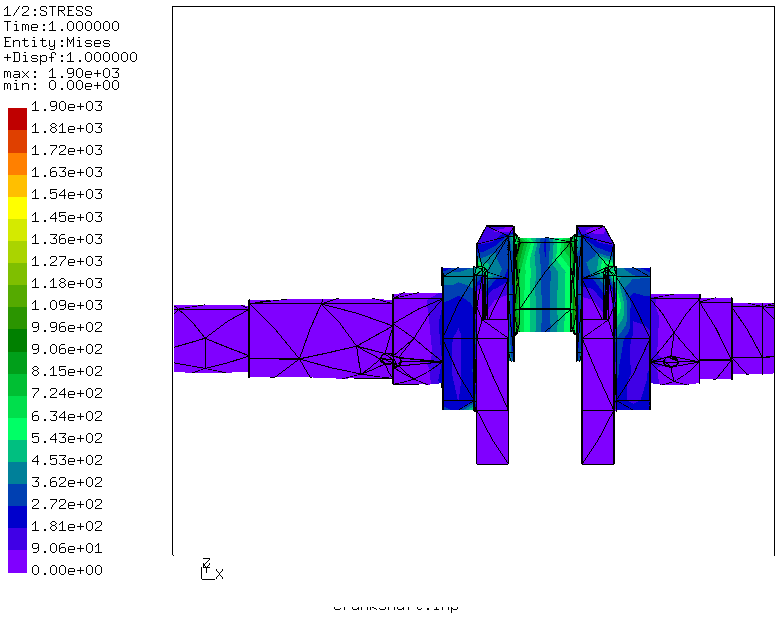 1/2:STRESS
Time:1.000000
Entity:Mises
+Dispf:1.000000
max: 1.90e+03
min: 0.00e+00
1.90e+03
1.81e+03
1.72e+03
1.63e+03
1.54e+03
1.45e+03
1.36e+03
1.27e+03
1.18e+03
1.09e+03
9.96e+02
9.06e+02
8.15e+02
7.24e+02
6.34e+02
5.43e+02
4.53e+02
3.62e+02
2.72e+02
1.81e+02
9.06e+01
0.00e+00
Z
Y
X
crankshaft.inp